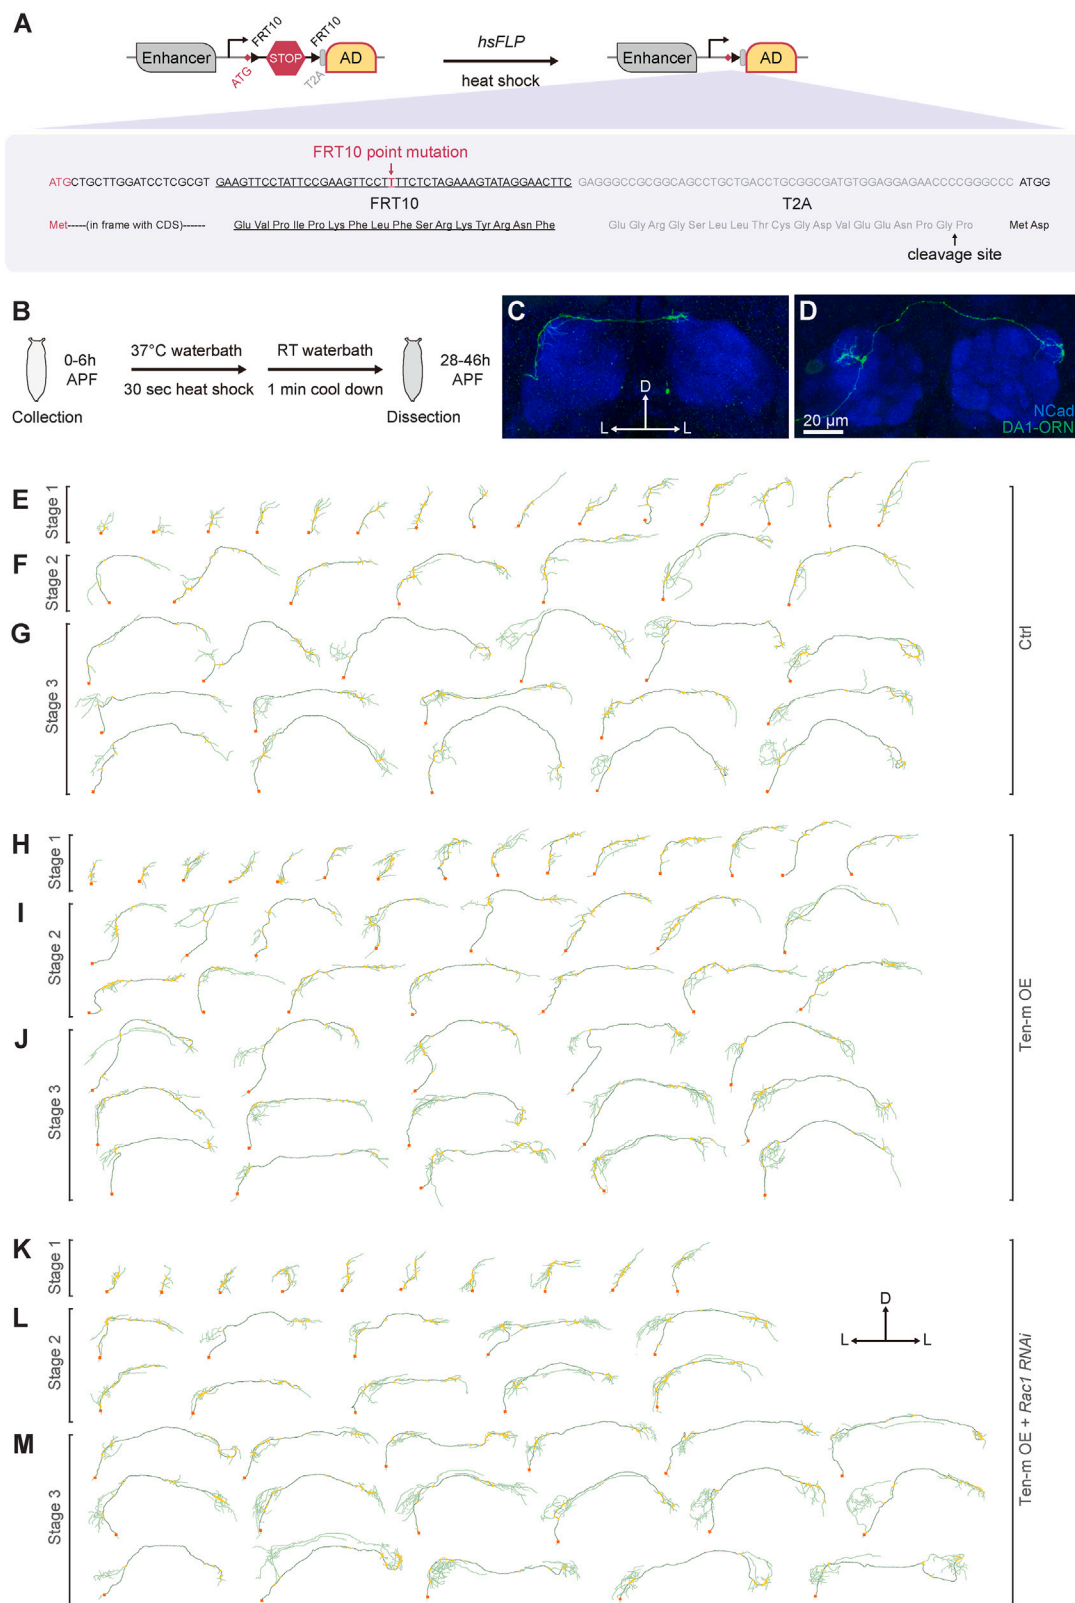 A
FRT10
FRT10
Enhancer
STOP
AD
ATG
T2A
hsFLP
heat shock
Enhancer
AD
FRT10 point mutation
ATGCTGCTTGGATCCTCGCGT GAAGTTCCTATTCCGAAGTTCCTTTTCTCTAGAAAGTATAGGAACTTC GAGGGCCGCGGCAGCCTGCTGACCTGCGGCGATGTGGAGGAGAACCCCGGGCCC ATGG
FRT10
T2A
Met-----(in frame with CDS)------ Glu Val Pro Ile Pro Lys Phe Leu Phe Ser Arg Lys Tyr Arg Asn Phe Glu Gly Arg Gly Ser Leu Leu Thr Cys Gly Asp Val Glu Glu Asn Pro Gly Pro Met Asp
cleavage site
B
0-6h
APF
Collection
37°C waterbath
30 sec heat shock
RT waterbath
1 min cool down
28-46h
APF
Dissection
C
D
L
L
D
20 µm
NCad
DA1-ORN
E
Stage 1
F
Stage 2
G
Stage 3
Ctrl
H
Stage 1
I
Stage 2
J
Stage 3
Ten-m OE
K
Stage 1
L
Stage 2
D
L
L
M
Stage 3
Ten-m OE + Rac1 RNAi